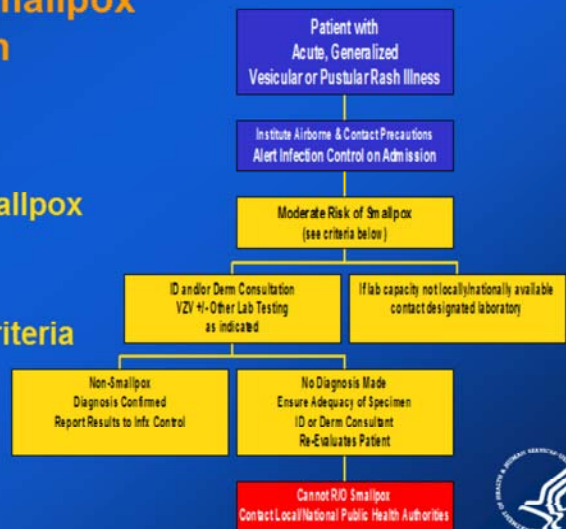 Patient with
Acute, Generalized
Vesicular or Pustular Rash Illness
Institute Airborne & Contact Precautions
Alert Infection Control on Admission
allpox
Moderate Risk of Smallpox
(see criteria below)
ID and/or Derm Consultation
VZV +/- Other Lab Testing
as indicated
If lab capacity not locally/nationally available
contact designated laboratory
riteria
Non-Smallpox
Diagnosis Confirmed
Report Results to Infx Control
No Diagnosis Made
Ensure Adequacy of Specimen
ID or Derm Consultant
Re-Evaluates Patient
Cannot R/O Smallpox
Contact Local/National Public Health Authorities